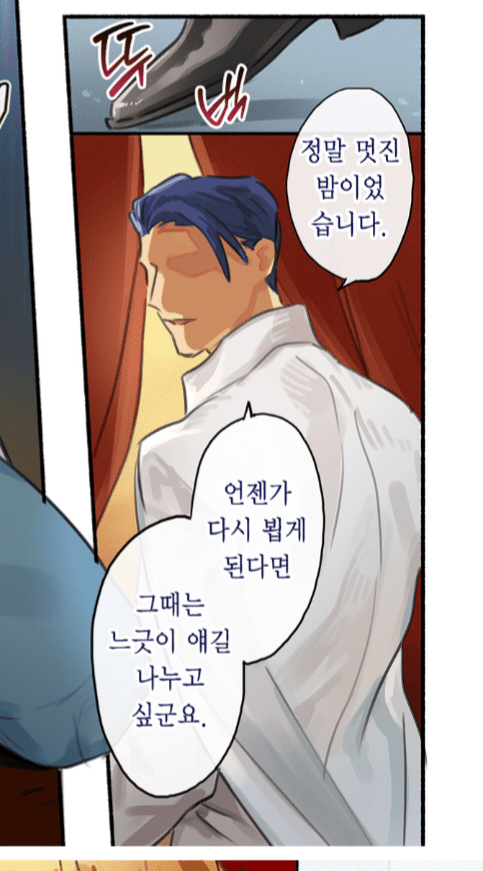 뚜
벅
정말 멋진
밤이었
습니다.
언젠가
다시 뵙게
된다면
그때는
느긋이 얘길
나누고
싶군요.